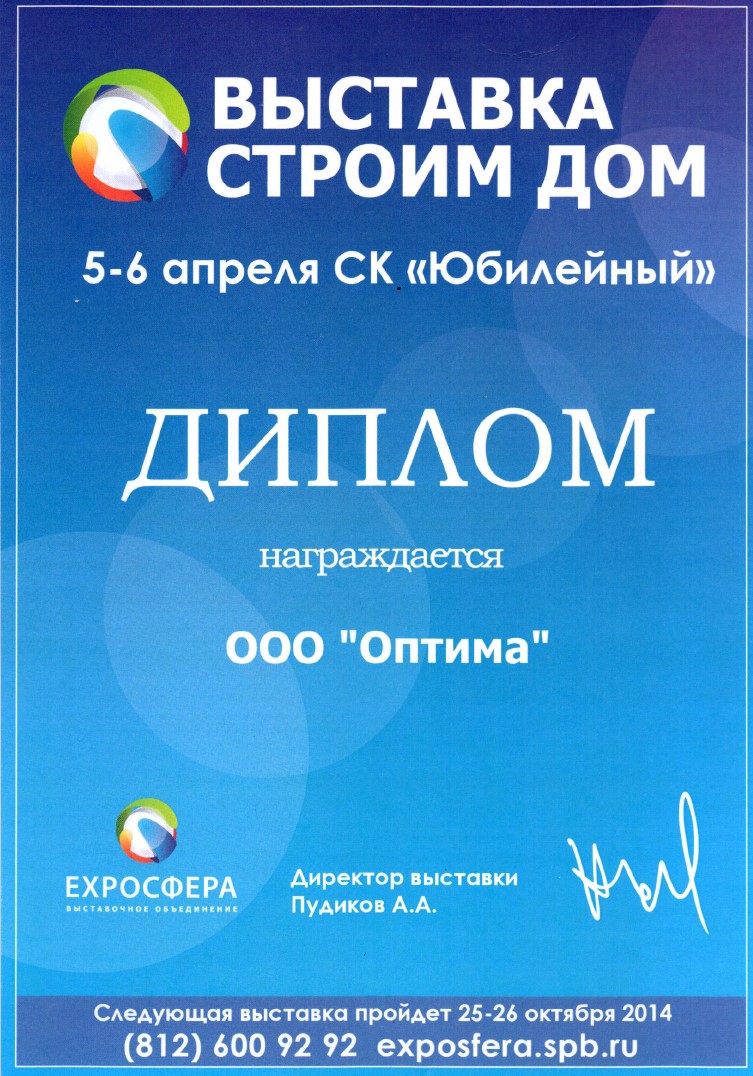 ВЫСТАВКА
СТРОИМ ДОМ
5-6 апреля СК «Юбилейный»
ДИПЛОМ
награждается
ООО "Оптима"
EXPOСФЕРА
ВЫСТАВОЧНОЕ ОБЪЕДИНЕНИЕ
Директор выставки
Пудиков А.А.
Следующая выставка пройдет 25-26 октября 2014
(812) 600 92 92 exposfera.spb.ru